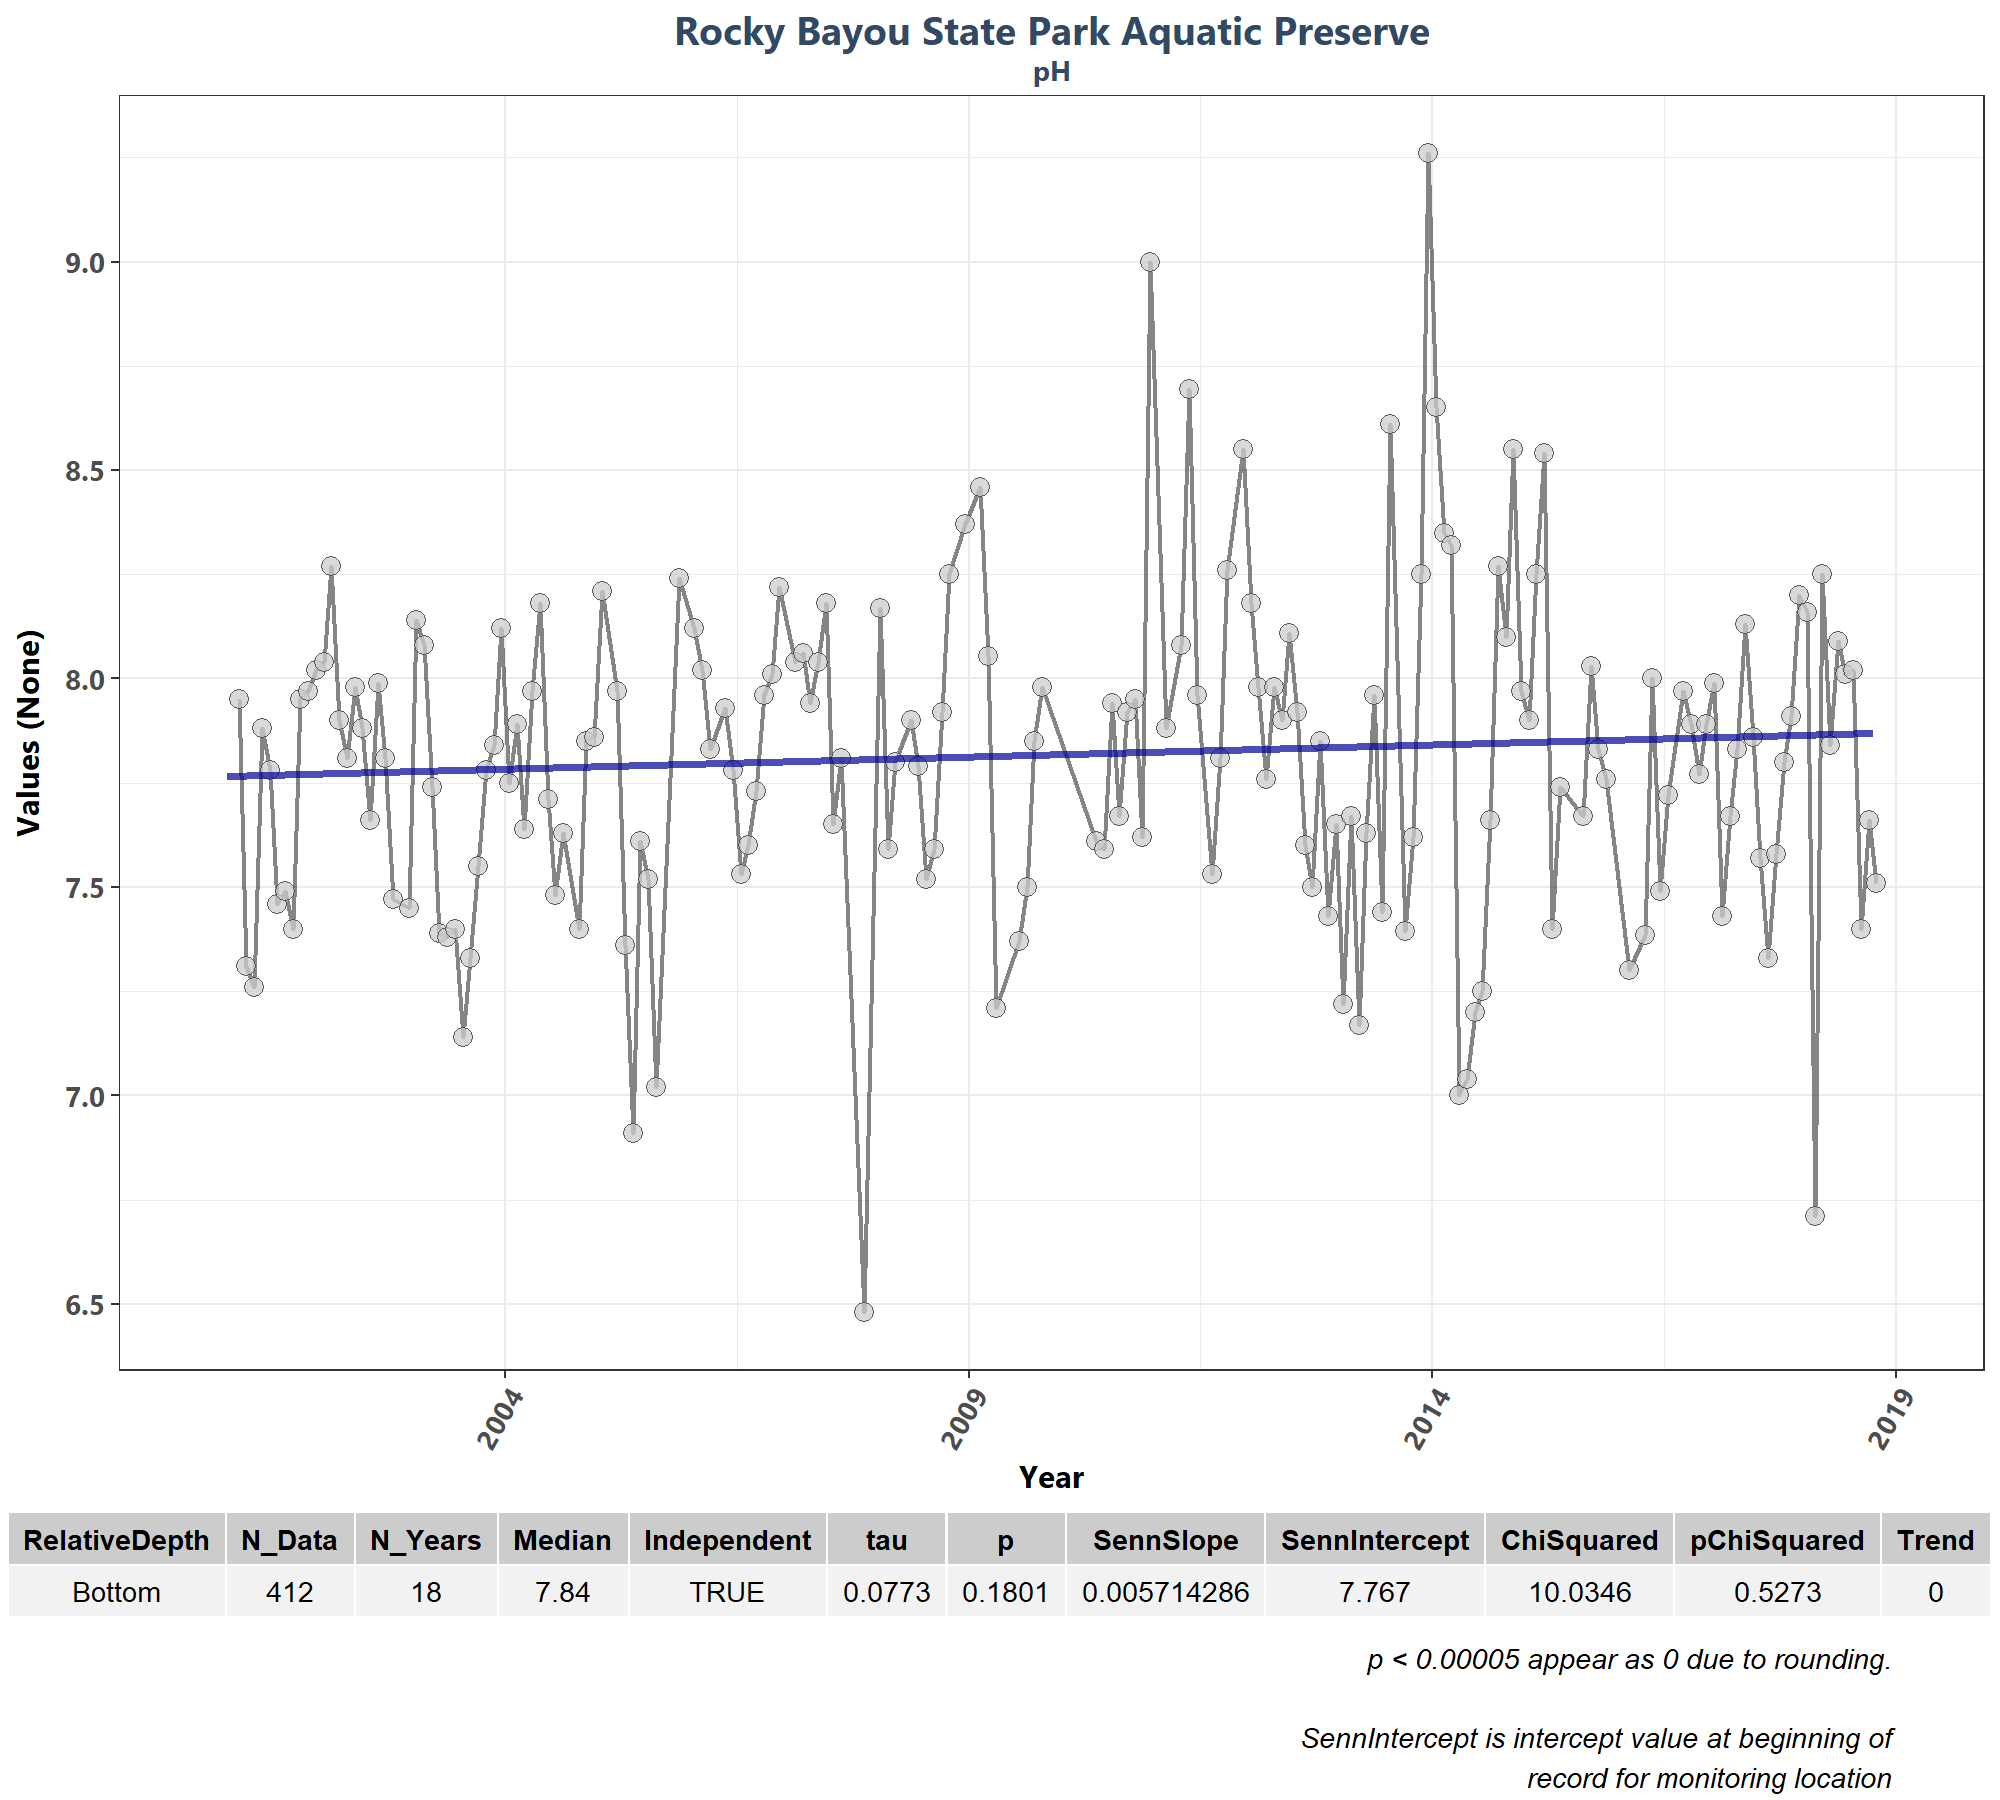 Rocky Bayou State Park Aquatic Preserve
pH
Values (None)
9.0
8.5
8.0
7.5
7.0
6.5
2004 2009 2014 2019
Year
RelativeDepth N_Data N_Years Median Independent tau p SennSlope SennIntercept ChiSquared pChiSquared Trend
Bottom 412 18 7.84 TRUE 0.0773 0.1801 0.005714286 7.767 10.0346 0.5273 0
p < 0.00005 appear as 0 due to rounding.
SennIntercept is intercept value at beginning of
record for monitoring location